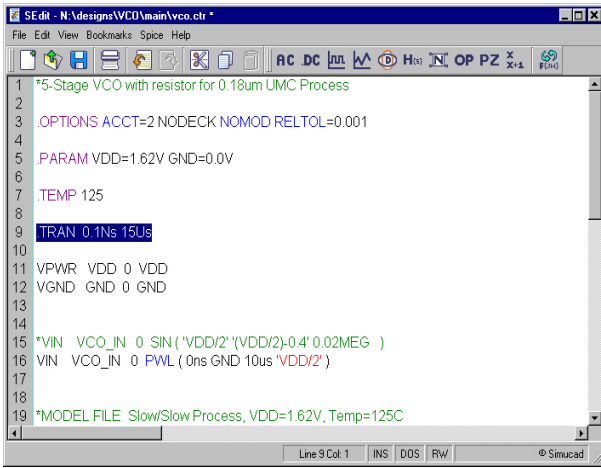 SEdit - N:\designs\VCO\main\vco.ctr *
File Edit View Bookmarks Spice Help
AC .DC H(s) N OP PZ X x+1 F{JH}
1 *5-Stage VCO with resistor for 0.18um UMC Process
2
3 .OPTIONS ACCT=2 NODECK NOMOD RELTOL=0.001
4
5 .PARAM VDD=1.62V GND=0.0V
6
7 .TEMP 125
8
9 .TRAN 0.1Ns 15Us
10
11 VPWR VDD 0 VDD
12 VGND GND 0 GND
13
14
15 *VIN VCO_IN 0 SIN ( 'VDD/2' '(VDD/2)-0.4' 0.02MEG )
16 VIN VCO_IN 0 PWL ( 0ns GND 10us 'VDD/2' )
17
18
19 *MODEL FILE Slow/Slow Process, VDD=1.62V, Temp=125C
Line 9 Col: 1 INS DOS RW © Simucad